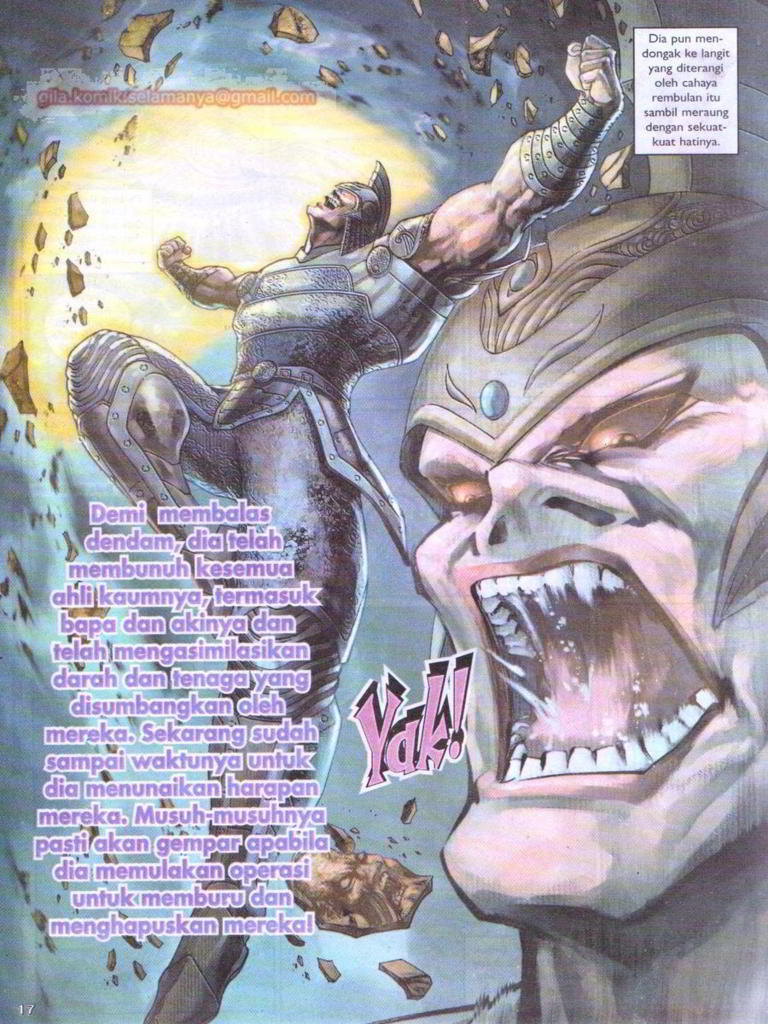 Dia pun men-
dongak ke langit
yang diterangi
oleh cahaya
rembulan itu
sambil meraung
dengan sekuat-
kuat hatinya.
gila.komik.selamanya@gmail.com
Demi membalas
dendam, dia telah
membunuh kesemua
ahli kaumnya, termasuk
bapa dan akinya dan
telah mengasimilasikan
darah dan tenaga yang
disumbangkan oleh
mereka. Sekarang sudah
sampai waktunya untuk
dia menunaikan harapan
mereka. Musuh-musuhnya
pasti akan gempar apabila
dia memulakan operasi
untuk memburu dan
menghapuskan mereka!
Yak!
17